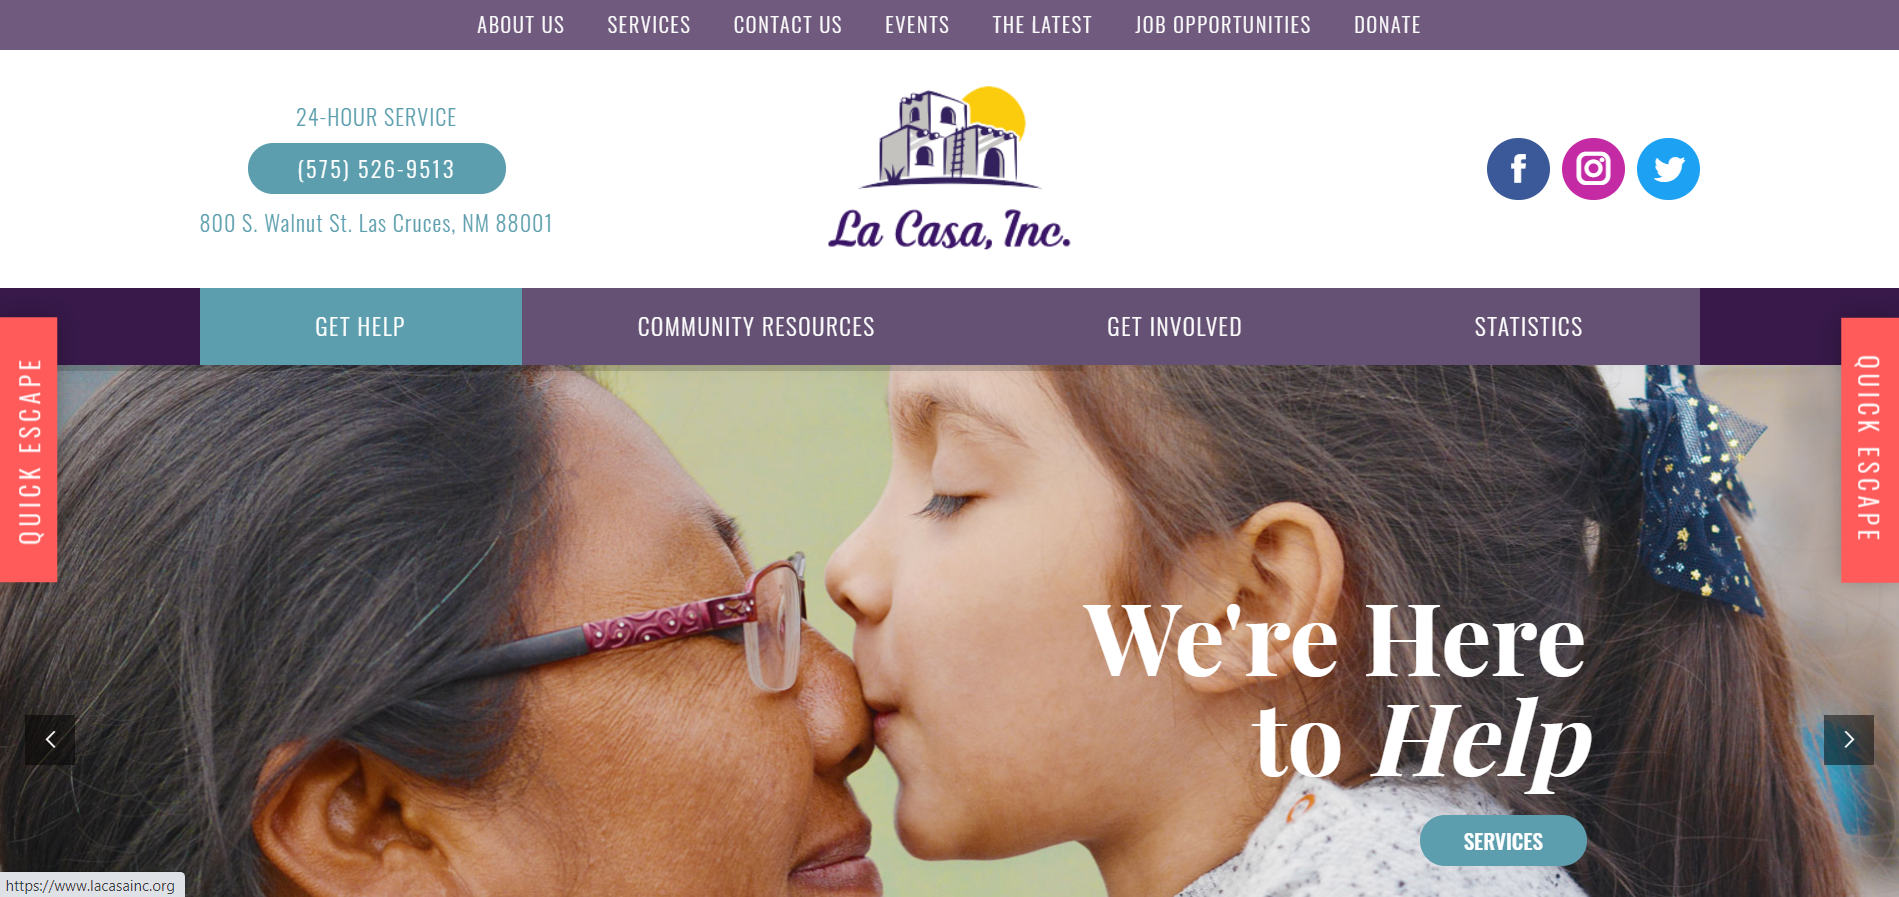 ABOUT US SERVICES CONTACT US EVENTS THE LATEST JOB OPPORTUNITIES DONATE
24-HOUR SERVICE
(575) 526-9513
800 S. Walnut St. Las Cruces, NM 88001
La Casa, Inc.
GET HELP COMMUNITY RESOURCES GET INVOLVED STATISTICS
QUICK ESCAPE
QUICK ESCAPE
We're Here
to Help
SERVICES
https://www.lacasainc.org